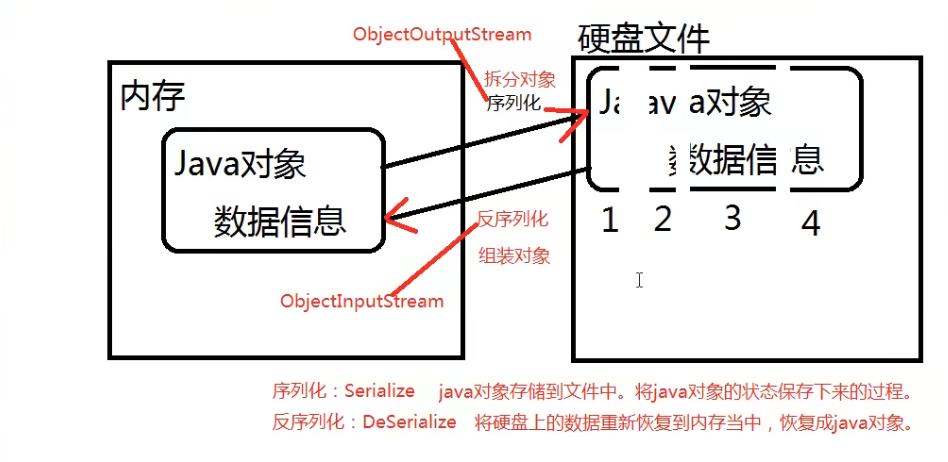 ObjectOutputStream
硬盘文件
内存
拆分对象
序列化
Java对象
数据信息
Ja ava a对象
数 数据信 息
1 2 3 4
反序列化
组装对象
ObjectInputStream
序列化：Serialize java对象存储到文件中。将java对象的状态保存下来的过程。
反序列化：DeSerialize 将硬盘上的数据重新恢复到内存当中，恢复成java对象。